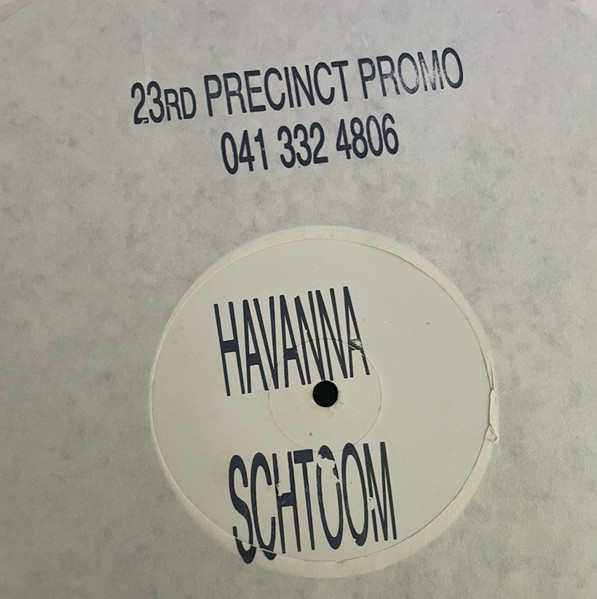 23RD PRECINCT PROMO
041 332 4806
HAVANNA
SCHTOOM